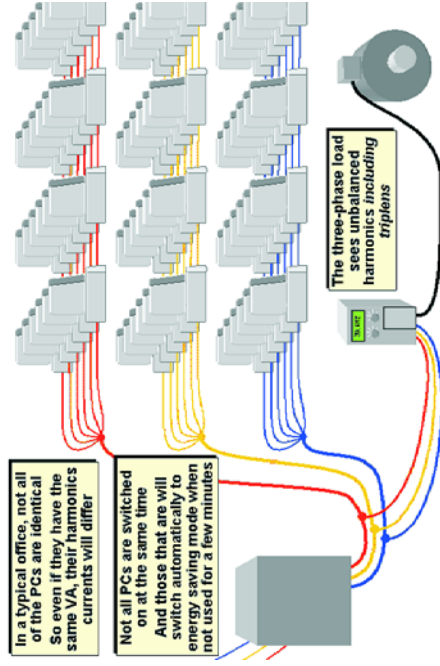 In a typical office, not all
of the PCs are identical
So even if they have the
same VA, their harmonics
currents will differ
Not all PCs are switched
on at the same time
And those that are will
switch automatically to
energy saving mode when
not used for a few minutes
The three-phase load
sees unbalanced
harmonics including
triplens